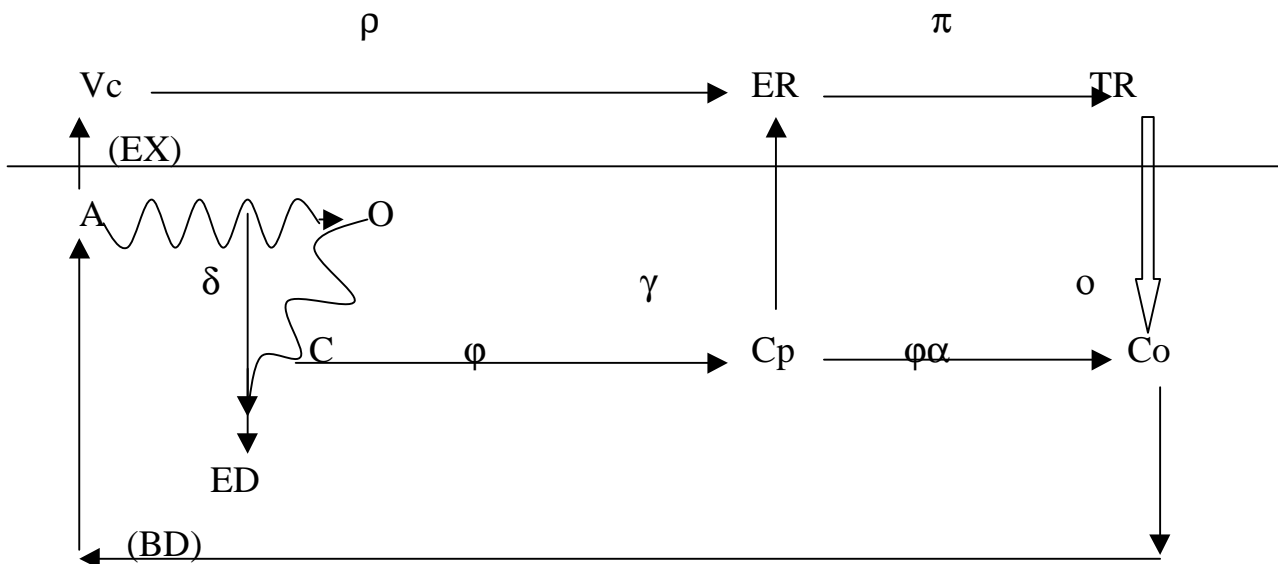 ρ π
Vc ER TR
(EX)
A O
δ γ ο
C φ Cp φα Co
ED
(BD)